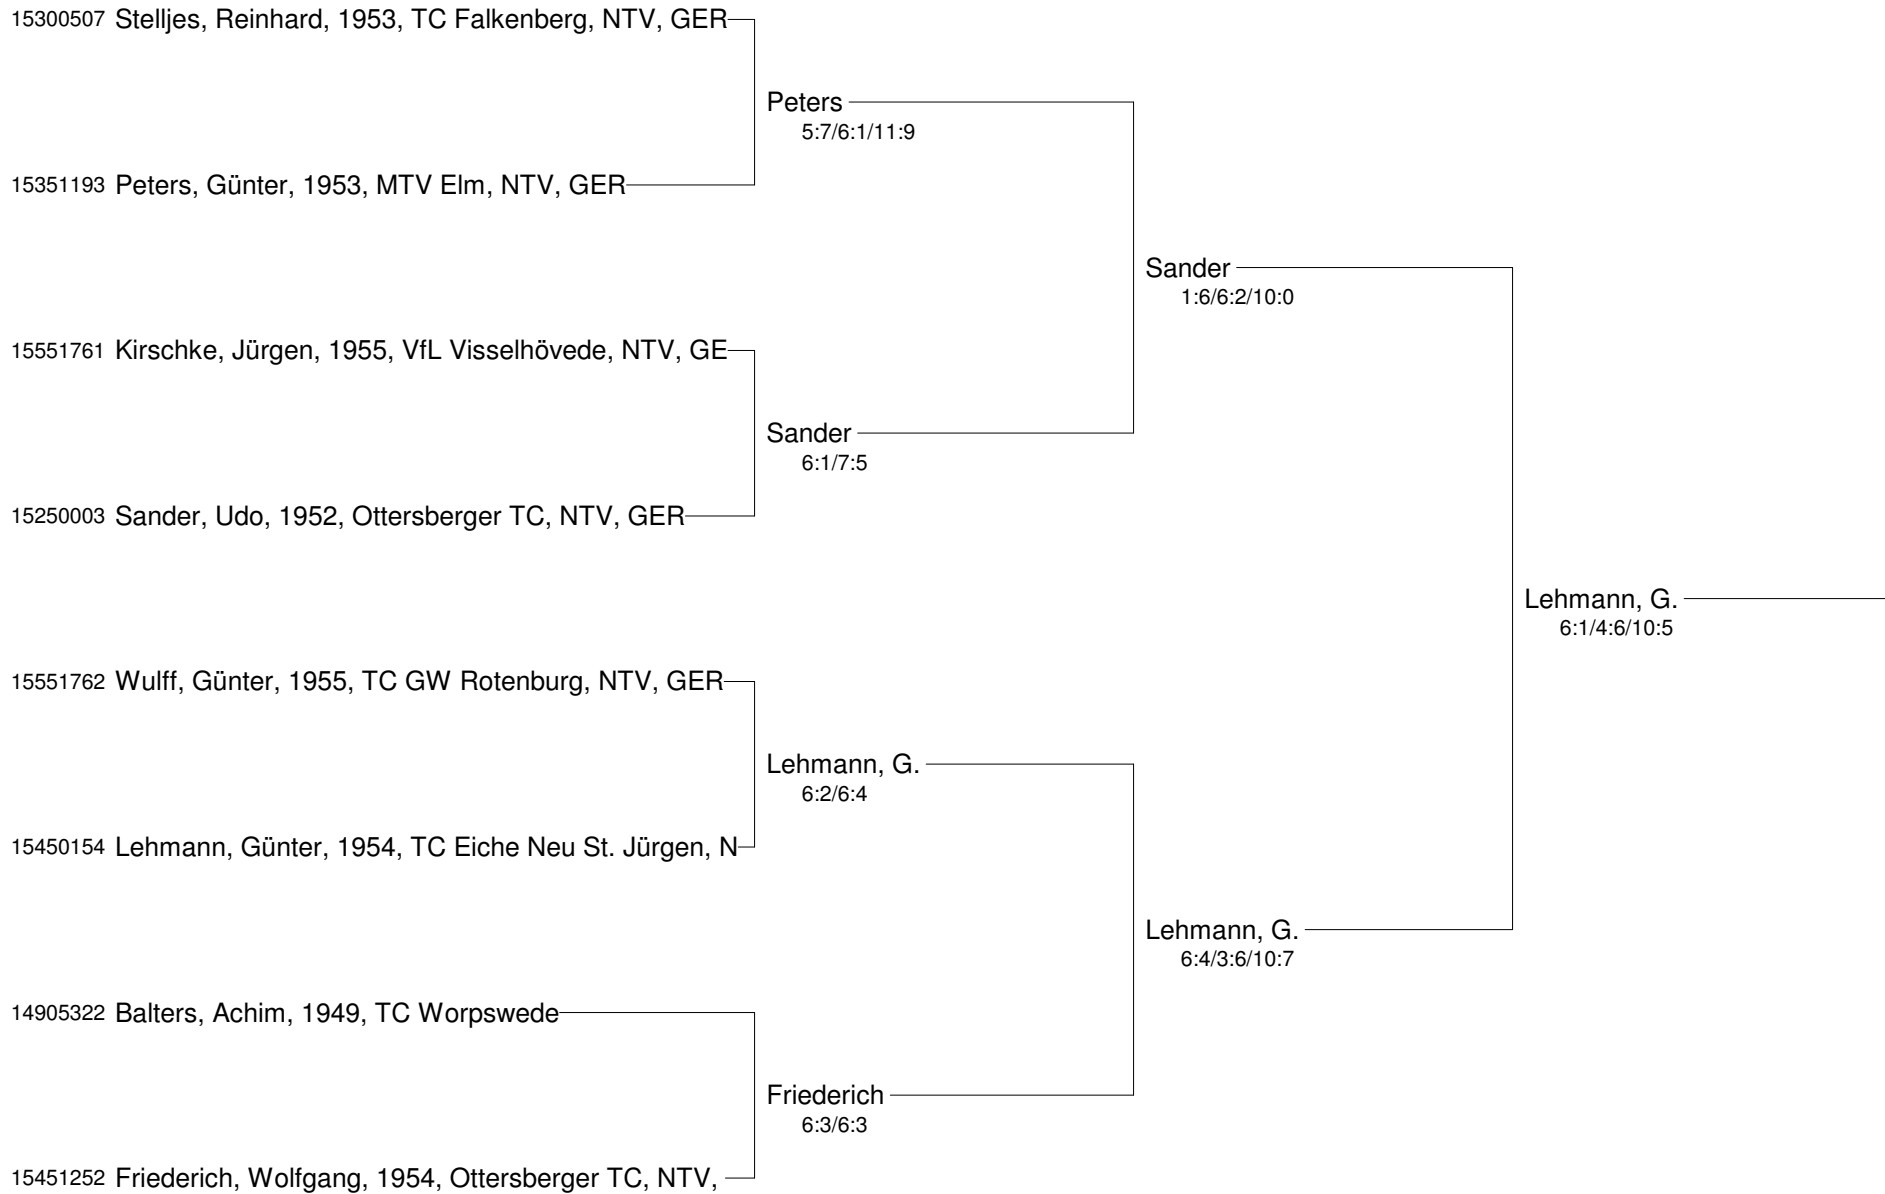 15300507 Stelljes, Reinhard, 1953, TC Falkenberg, NTV, GER
Peters
5:7/6:1/11:9
15351193 Peters, Günter, 1953, MTV Elm, NTV, GER
Sander
1:6/6:2/10:0
15551761 Kirschke, Jürgen, 1955, VfL Visselhövede, NTV, GE
Sander
6:1/7:5
15250003 Sander, Udo, 1952, Ottersberger TC, NTV, GER
Lehmann, G.
6:1/4:6/10:5
15551762 Wulff, Günter, 1955, TC GW Rotenburg, NTV, GER
Lehmann, G.
6:2/6:4
15450154 Lehmann, Günter, 1954, TC Eiche Neu St. Jürgen, N
Lehmann, G.
6:4/3:6/10:7
14905322 Balters, Achim, 1949, TC Worpswede
Friederich
6:3/6:3
15451252 Friederich, Wolfgang, 1954, Ottersberger TC, NTV,